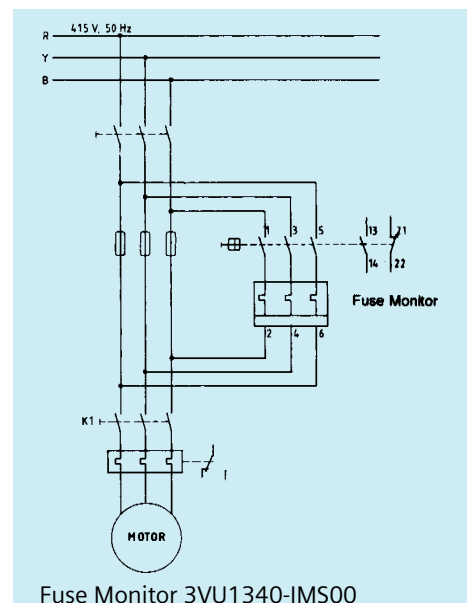 415 V, 50 Hz
R
Y
B
1 3 5 13 21
14 22
Fuse Monitor
2 4 6
K1
MOTOR
Fuse Monitor 3VU1340-IMS00